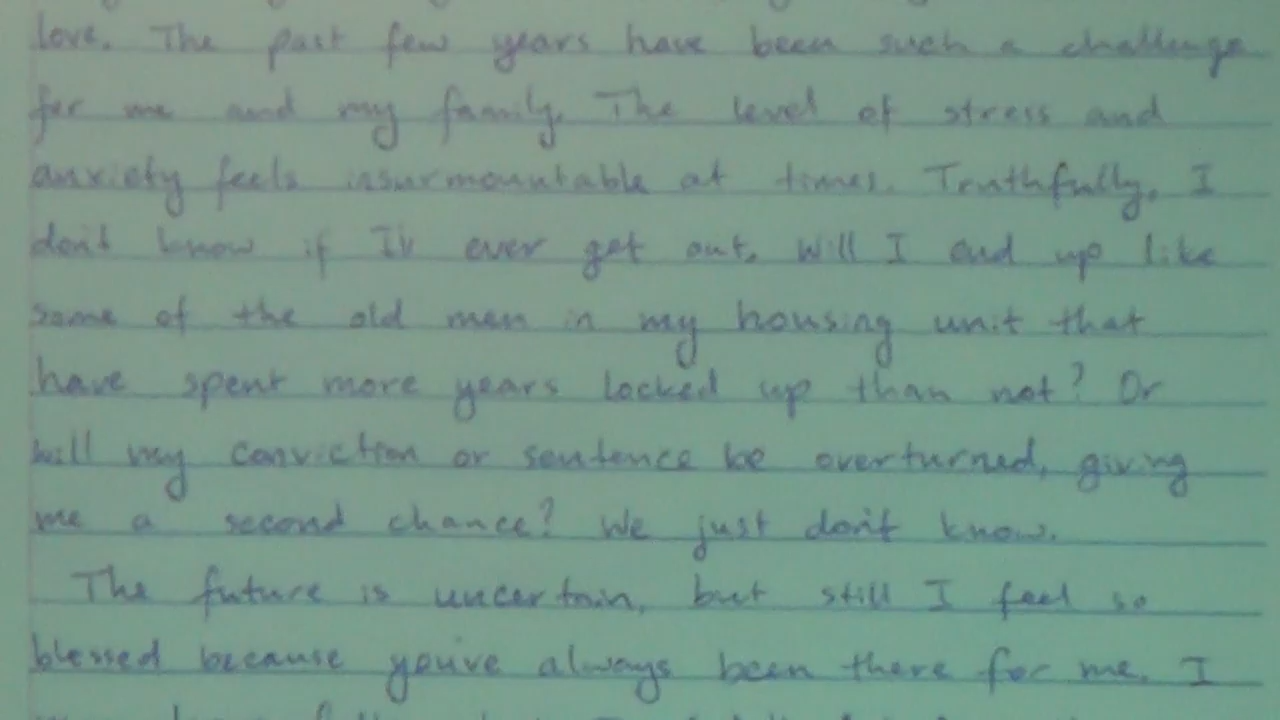 love. The past few years have been such a challenge
for me and my family. The level of stress and
anxiety feels insurmountable at times. Truthfully, I
don't know if I'll ever get out. Will I end up like
some of the old men in my housing unit that
have spent more years locked up than not? Or
will my conviction or sentence be overturned, giving
me a second chance? We just don't know.
The future is uncertain, but still I feel so
blessed because you've always been there for me. I